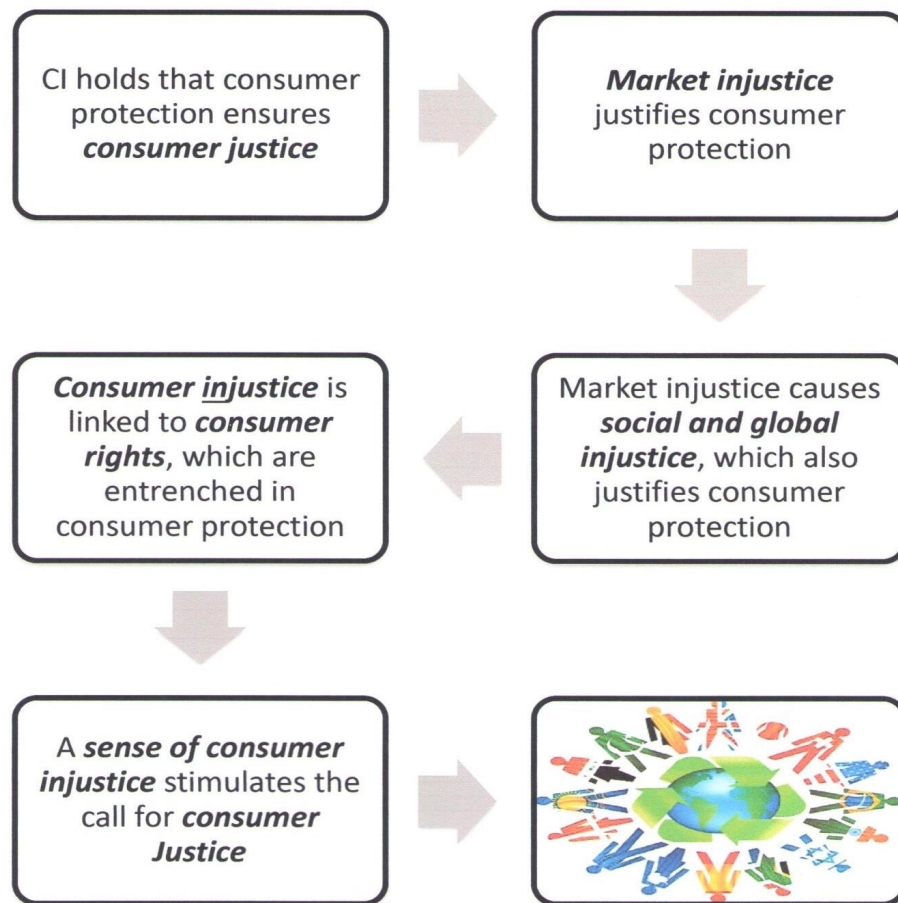 CI holds that consumer
protection ensures
consumer justice
Market injustice
justifies consumer
protection
Market injustice causes
social and global
injustice, which also
justifies consumer
protection
Consumer injustice is
linked to consumer
rights, which are
entrenched in
consumer protection
A sense of consumer
injustice stimulates the
call for consumer
Justice